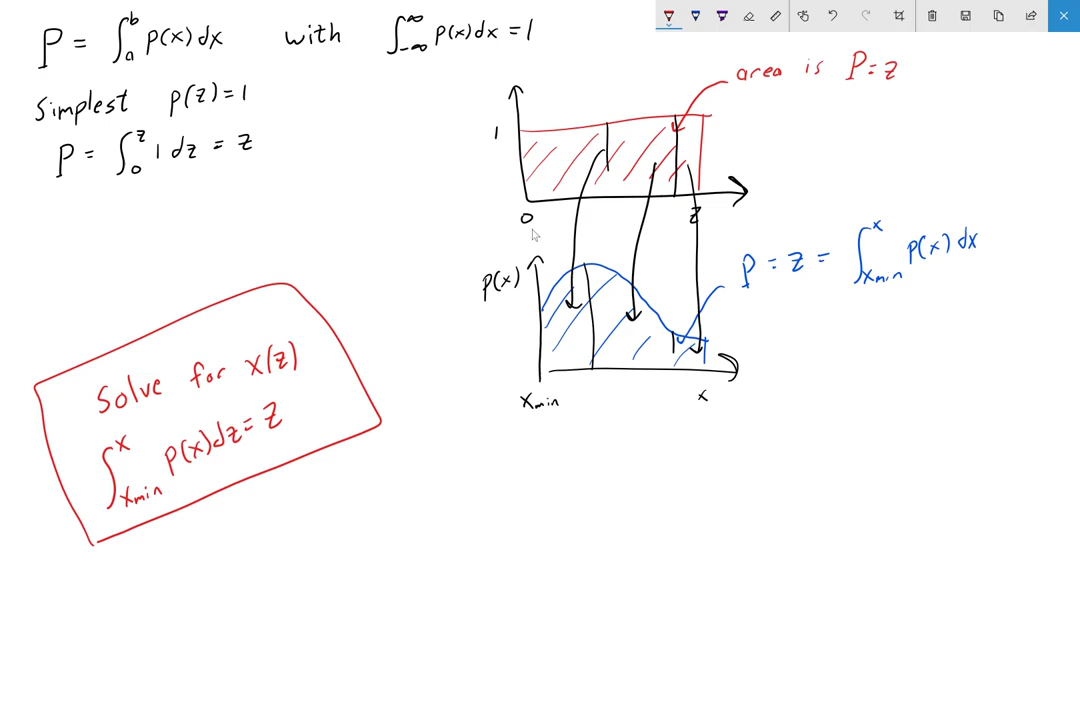 P = ∫_a^b p(x) dx with ∫_{-∞}^{∞} p(x) dx = 1
Simplest p(z) = 1
P = ∫_0^z 1 dz = z
area is P = z
1
0 z
p(x)
P = z = ∫_{xmin}^x p(x) dx
xmin x
Solve for x(z)
∫_{xmin}^x p(x) dz = z